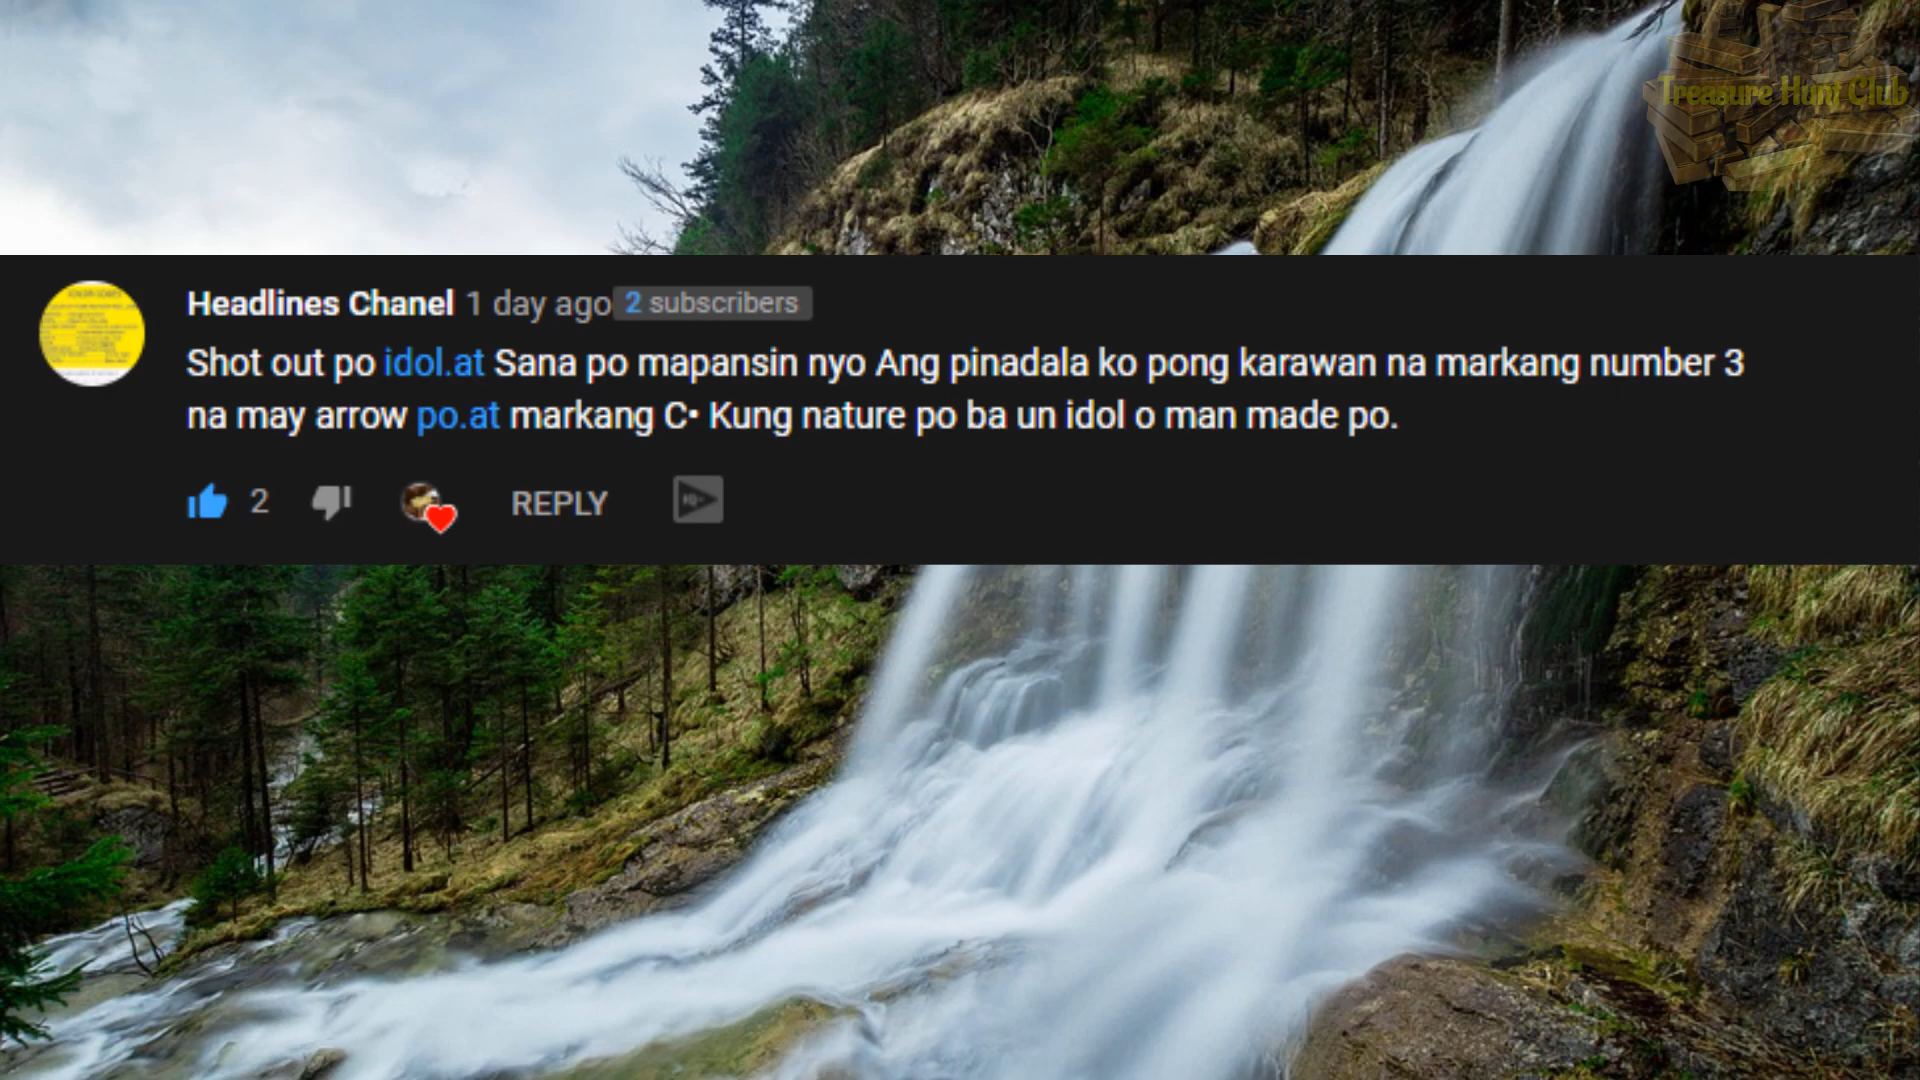 Treasure Hunt Club
Headlines Chanel 1 day ago 2 subscribers
Shot out po idol.at Sana po mapansin nyo Ang pinadala ko pong karawan na markang number 3
na may arrow po.at markang C• Kung nature po ba un idol o man made po.
2 REPLY